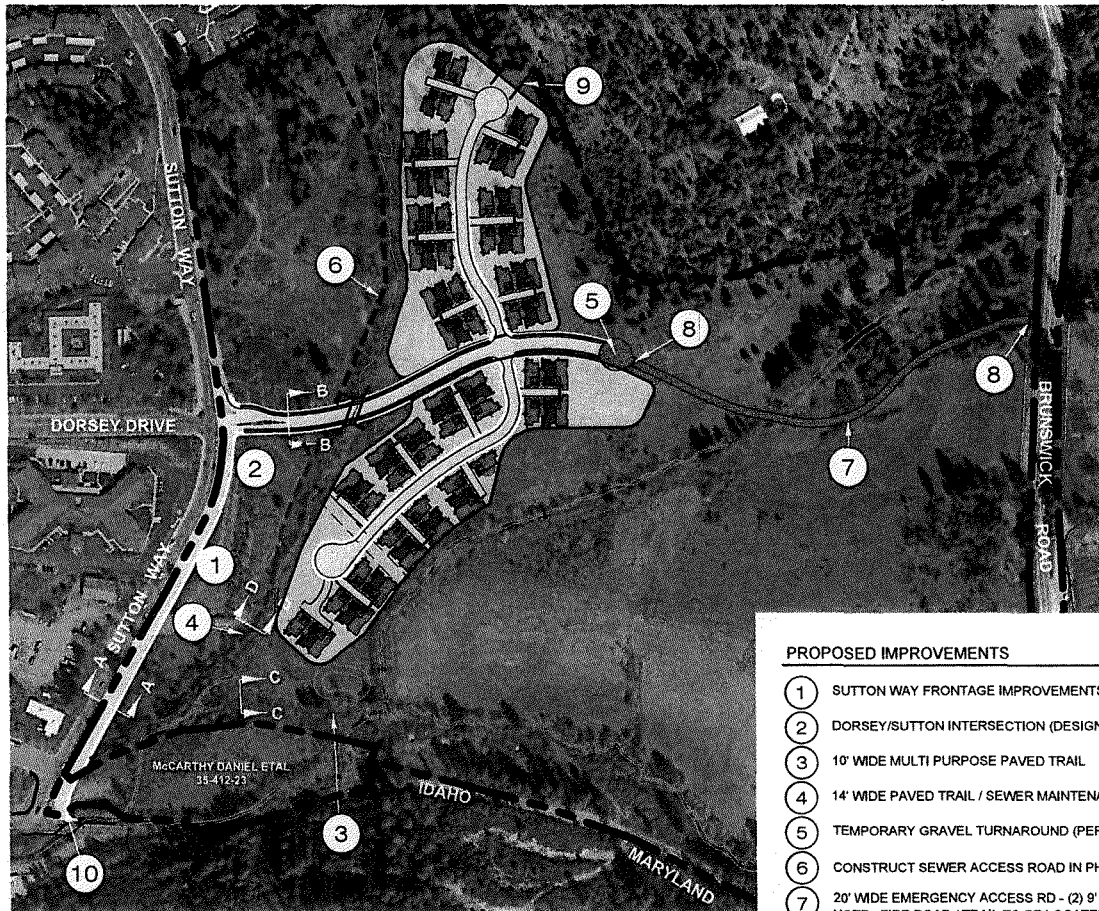 9
SUTTON WAY
6
5
8
B
8
DORSEY DRIVE
B
BRUNSWICK ROAD
2
7
1
D
A SUTTON WAY
4
A
C
C
McCARTHY DANIEL ETAL
35-412-23
IDAHO
MARYLAND
3
10
PROPOSED IMPROVEMENTS
1 SUTTON WAY FRONTAGE IMPROVEMENTS
2 DORSEY/SUTTON INTERSECTION (DESIGN
3 10' WIDE MULTI PURPOSE PAVED TRAIL
4 14' WIDE PAVED TRAIL / SEWER MAINTENA
5 TEMPORARY GRAVEL TURNAROUND (PER
6 CONSTRUCT SEWER ACCESS ROAD IN PH
7 20' WIDE EMERGENCY ACCESS RD - (2) 9'